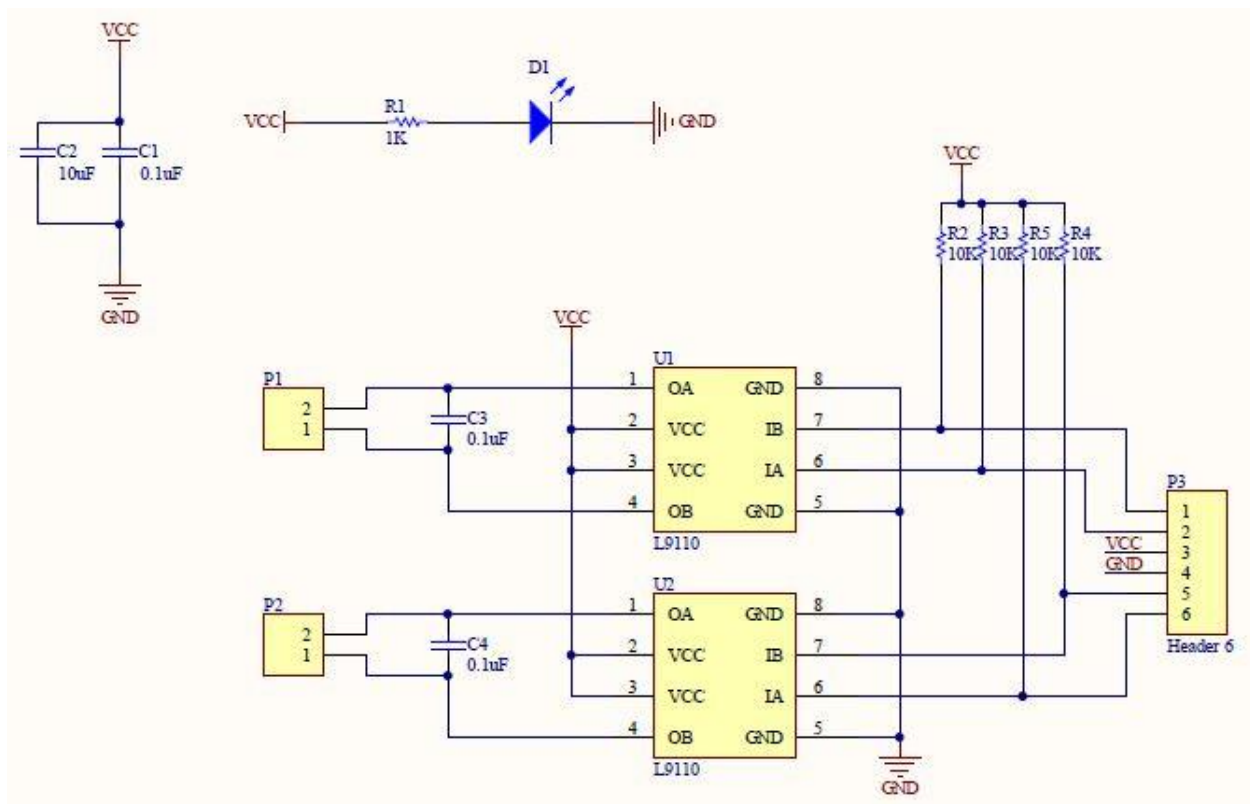 VCC
C2
10uF
C1
0.1uF
GND
VCC
R1
1K
D1
GND
VCC
R2
10K
R3
10K
R5
10K
R4
10K
VCC
P1
2
1
C3
0.1uF
U1
1 OA GND 8
2 VCC IB 7
3 VCC IA 6
4 OB GND 5
L9110
P3
1
2
VCC 3
GND 4
5
6
Header 6
P2
2
1
C4
0.1uF
U2
1 OA GND 8
2 VCC IB 7
3 VCC IA 6
4 OB GND 5
L9110
GND